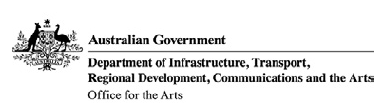 Australian Government
Department of Infrastructure, Transport,
Regional Development, Communications and the Arts
Office for the Arts